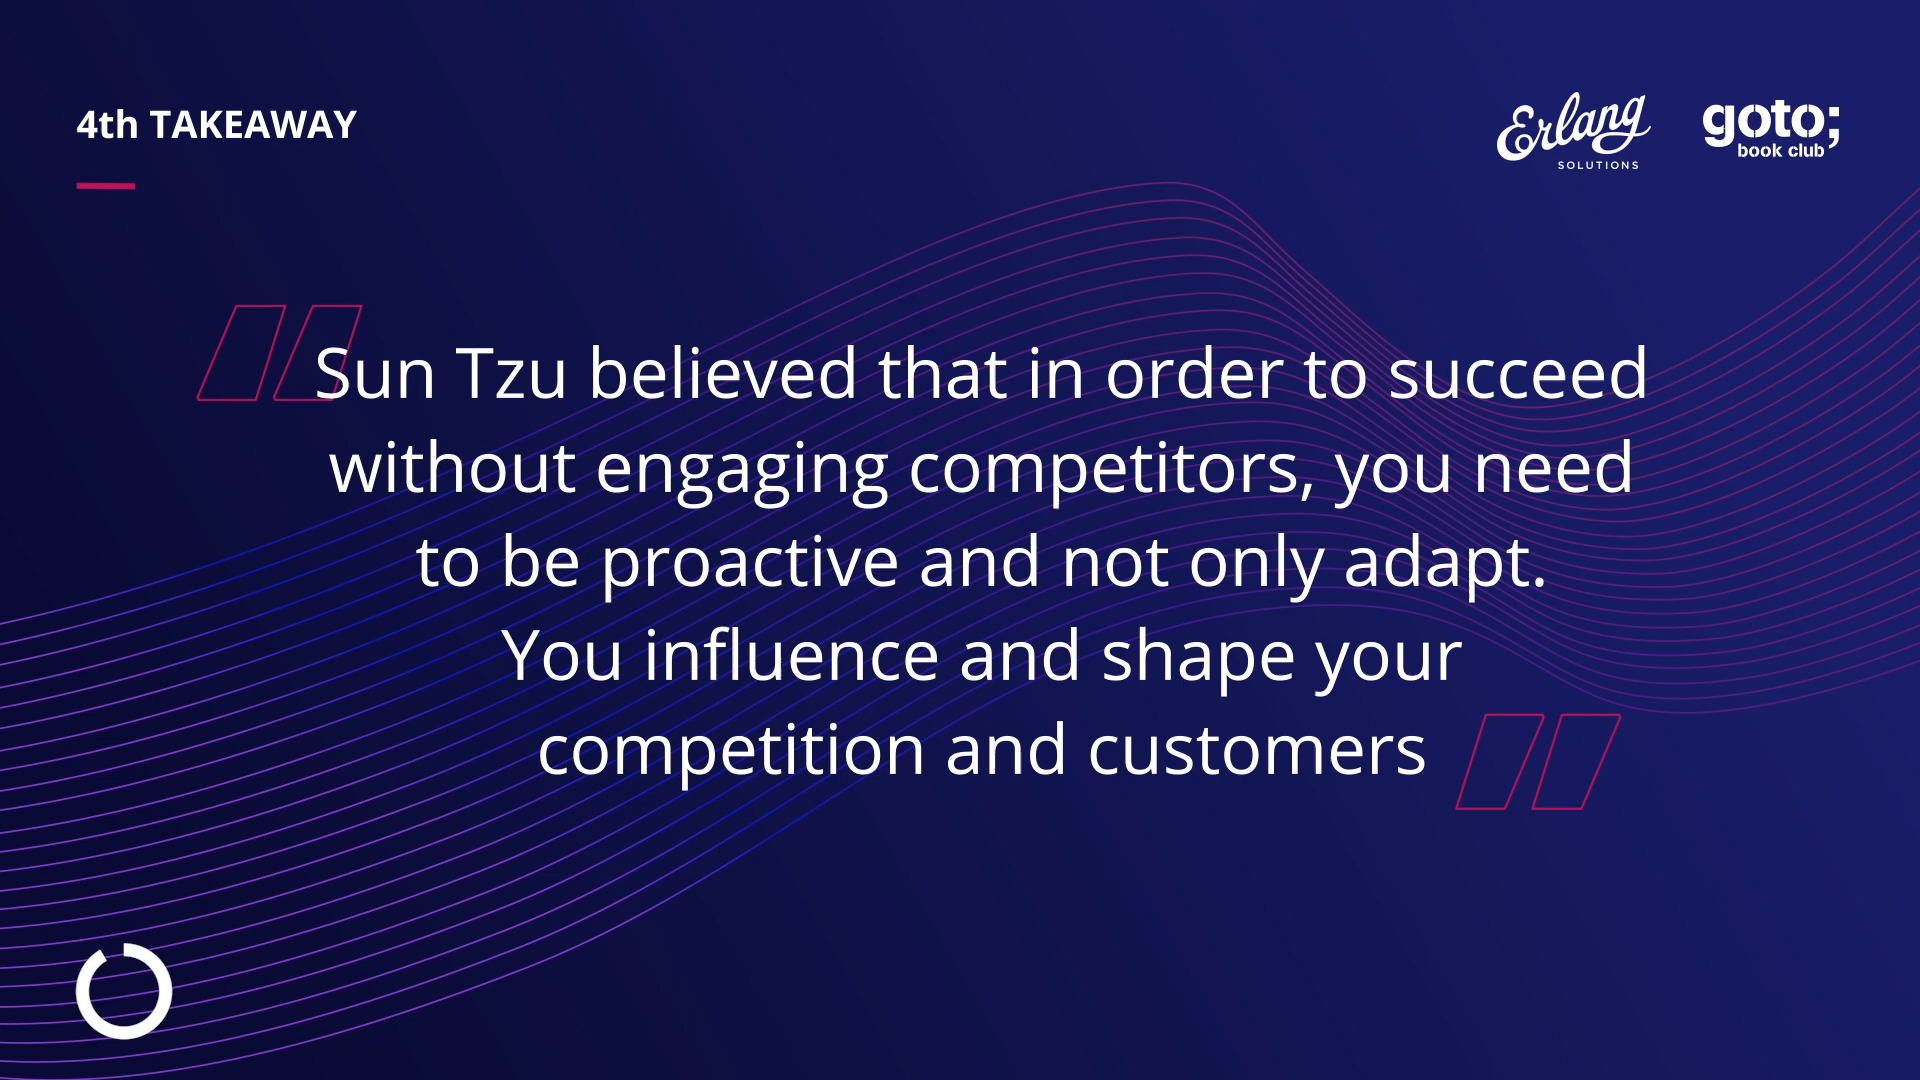 4th TAKEAWAY
Erlang
SOLUTIONS
goto;
book club
Sun Tzu believed that in order to succeed
without engaging competitors, you need
to be proactive and not only adapt.
You influence and shape your
competition and customers